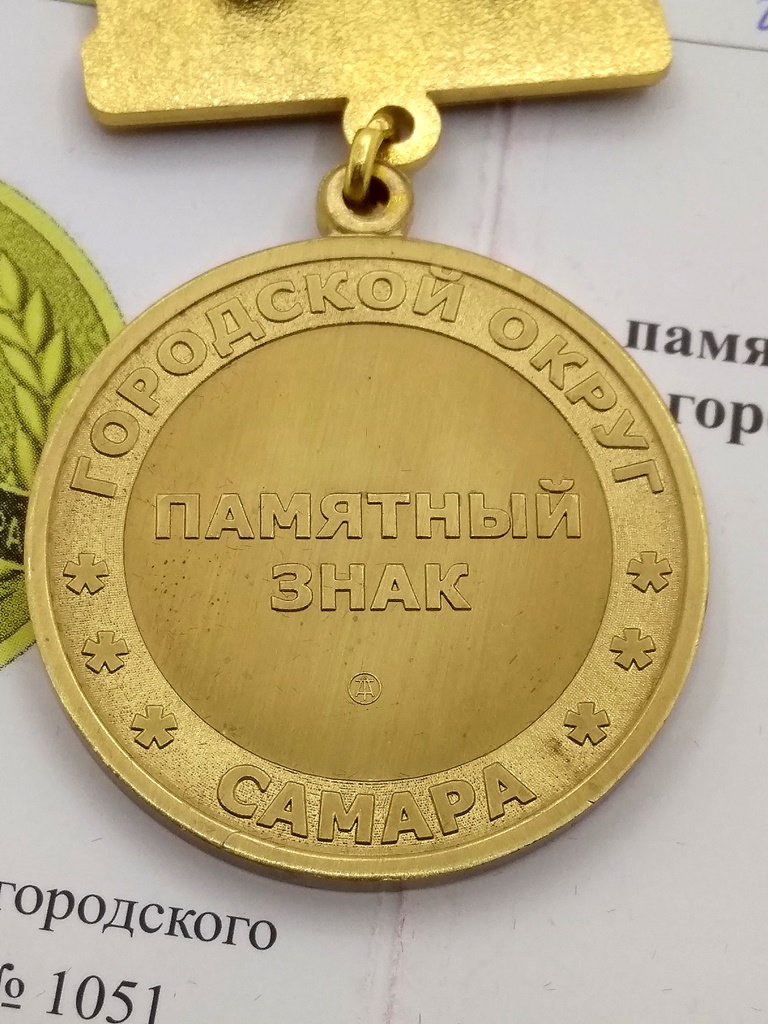 ГОРОДСКОЙ ОКРУГ
ПАМЯТНЫЙ
ЗНАК
САМАРА
памя
гор
городского
№ 1051